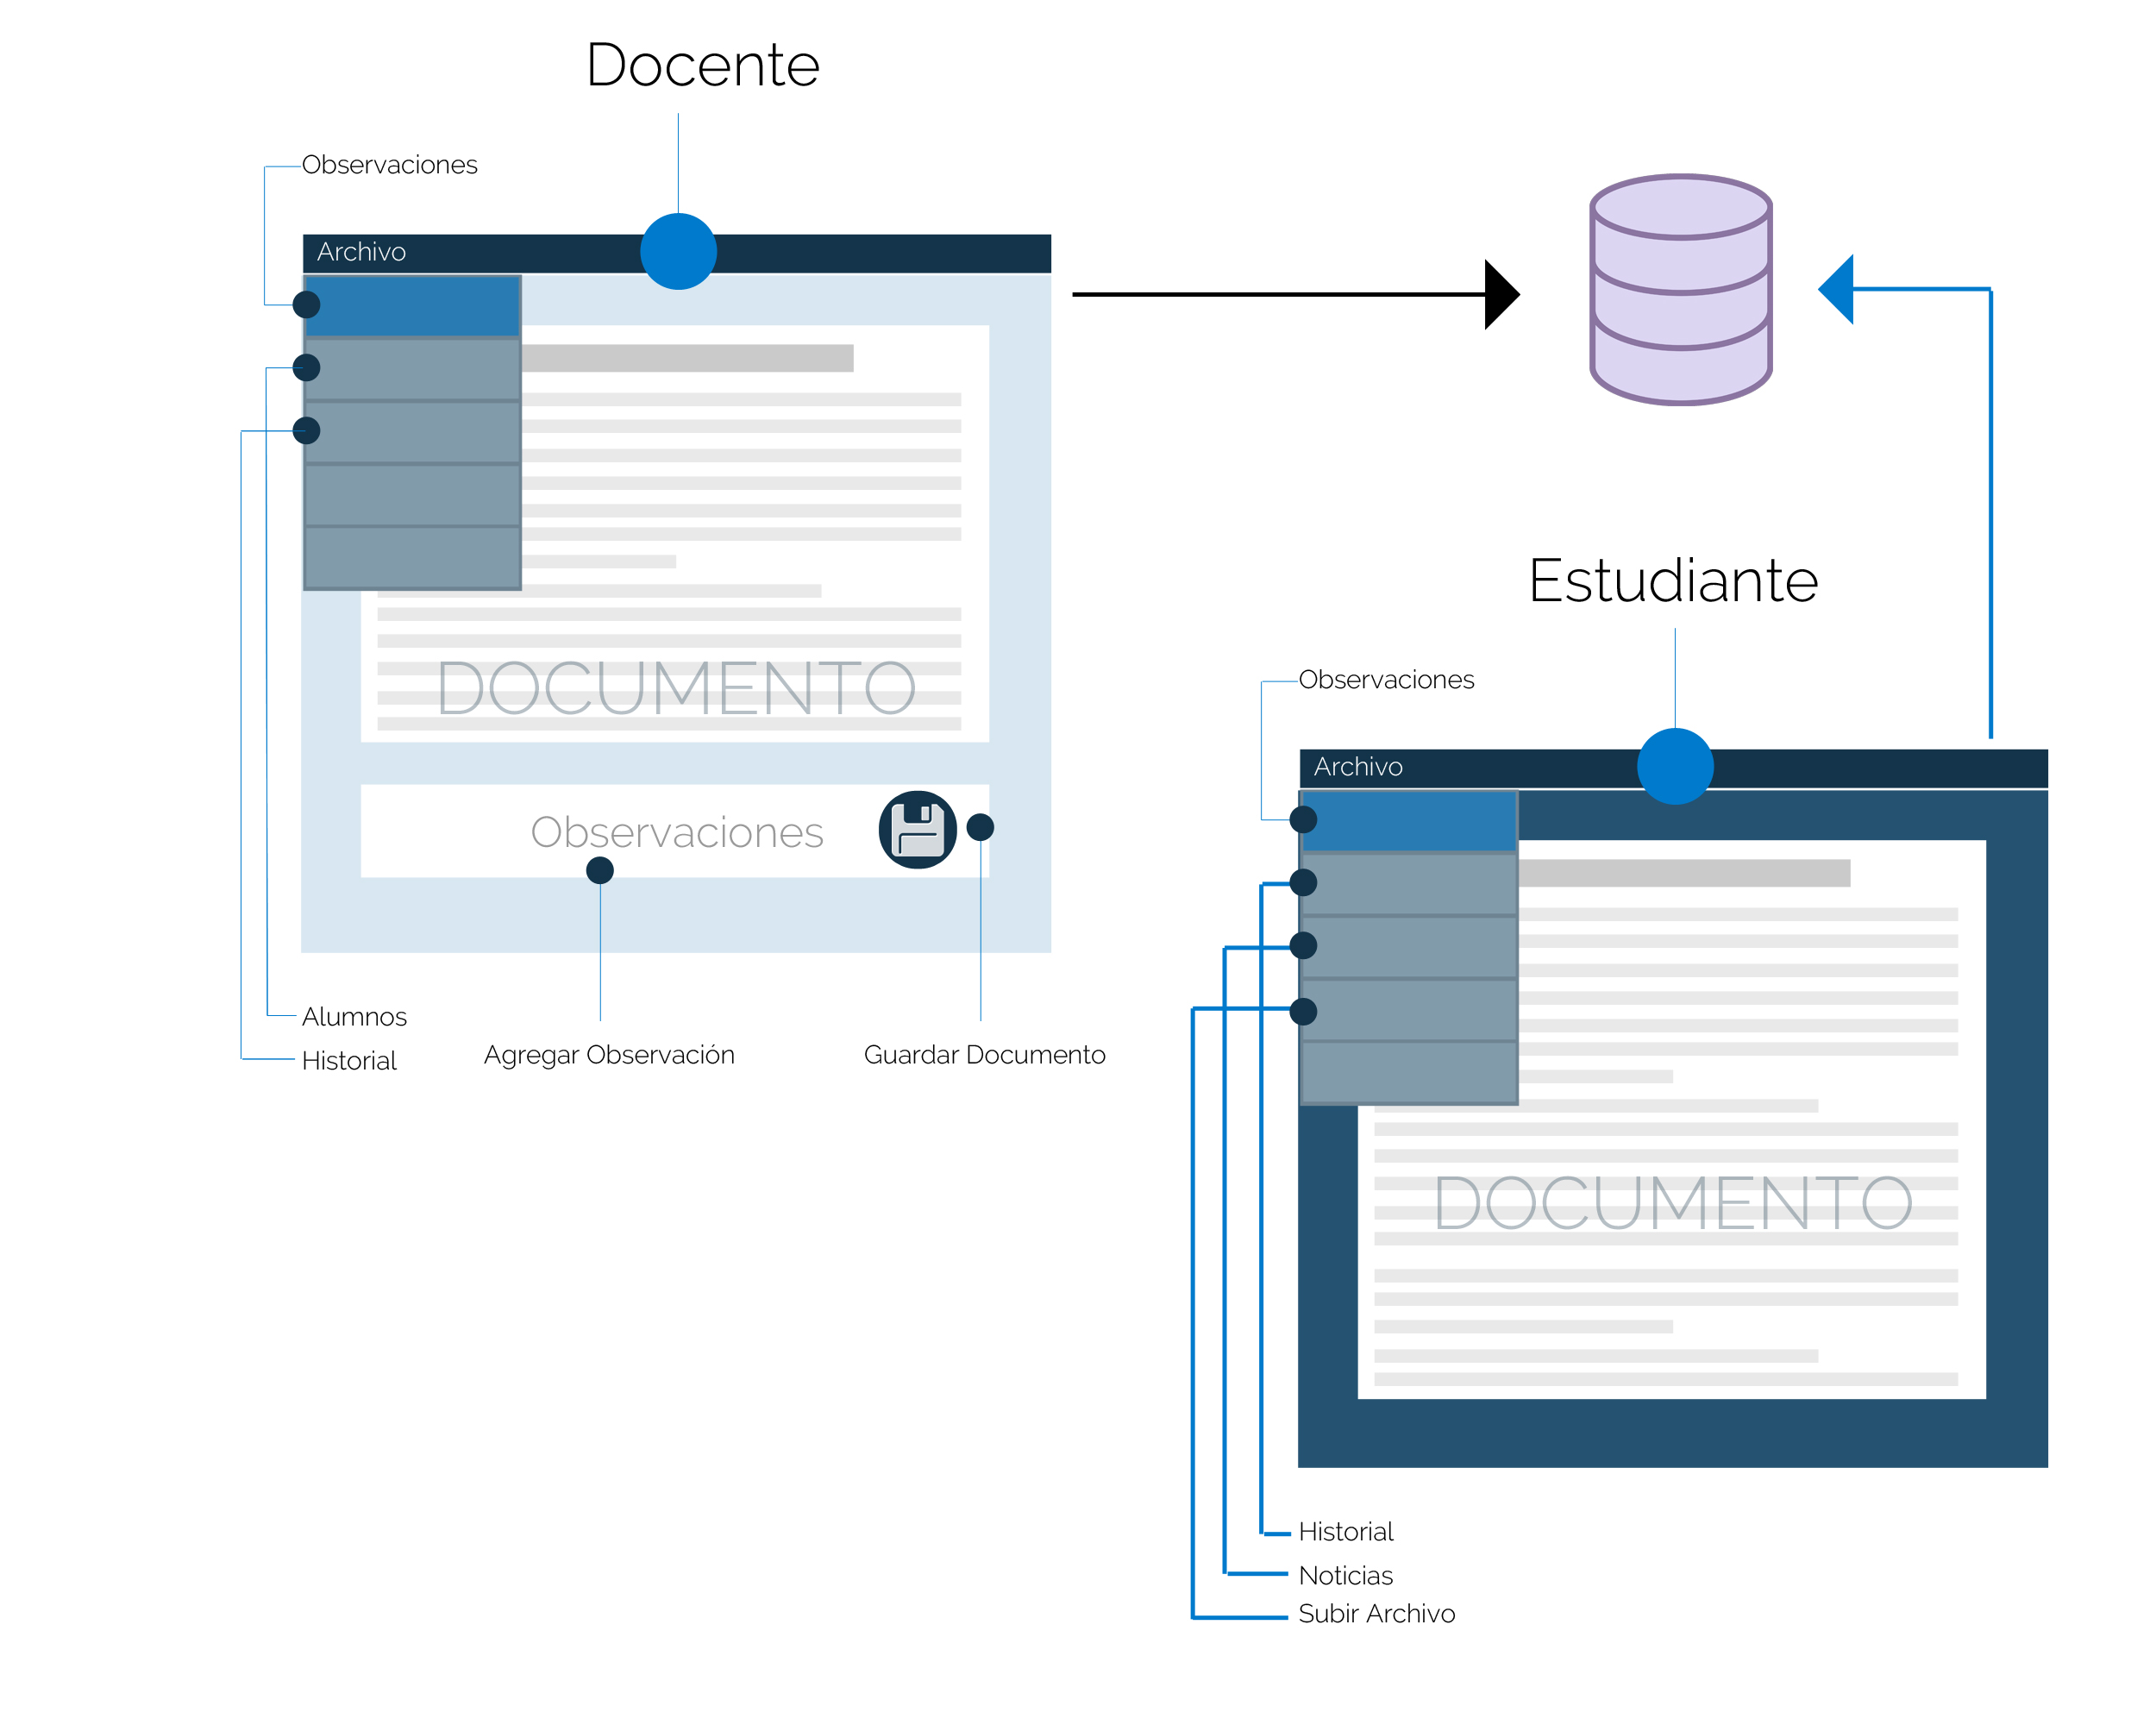 Docente
Observaciones
Archivo
DOCUMENTO
Observaciones
Alumnos
Historial
Agregar Observación
Guardar Documento
Estudiante
Observaciones
Archivo
DOCUMENTO
Historial
Noticias
Subir Archivo